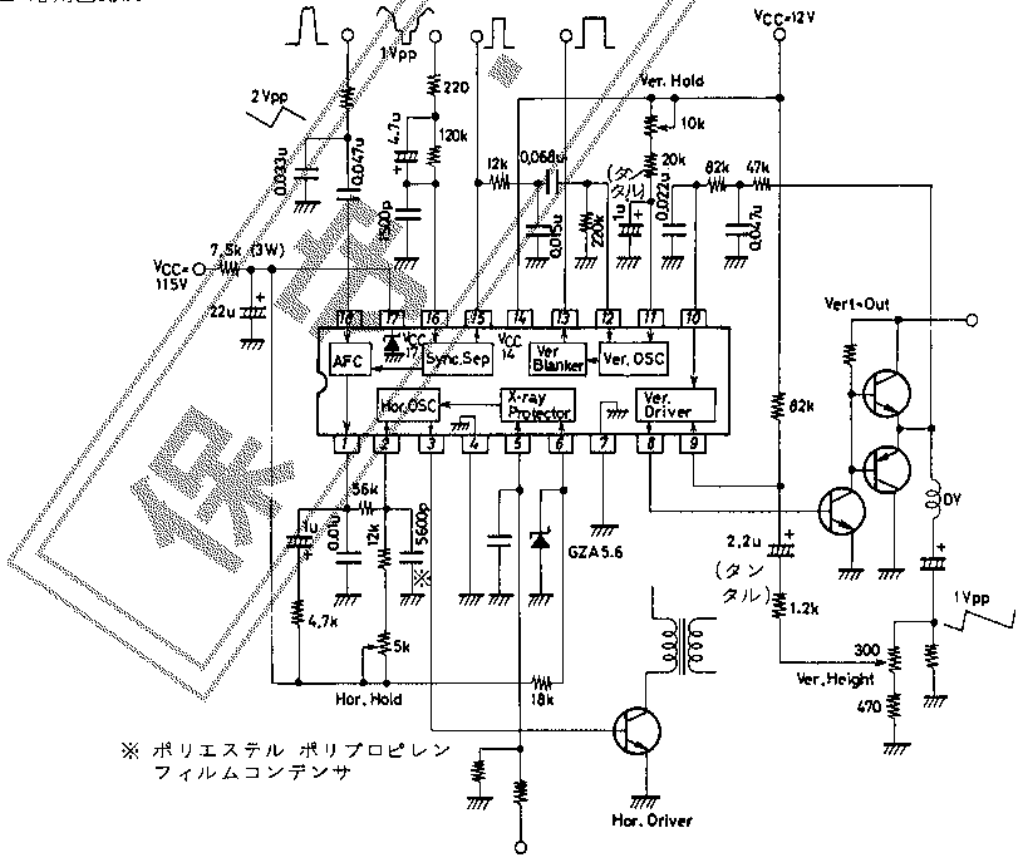 VCC=12V
1Vpp
2Vpp
220
Ver. Hold
10k
4.7u
120k
0.033u
0.047u
12k
0.068u
20k
82k
47k
(タンタル)
1500p
0.015u
220k
1u
0.022u
0.047u
7.5k (3W)
VCC=
115V
22u
Vert-Out
18
17
16
15
14
13
12
11
10
VCC
17
VCC
14
AFC
Sync.Sep
Ver
Blanker
Ver. OSC
Hor.OSC
X-ray
Protector
Ver.
Driver
1
2
3
4
5
6
7
8
9
82k
56k
1u
0.01u
12k
5600p
※
GZA5.6
DY
2.2u
(タン
タル)
4.7k
1.2k
1Vpp
5k
300
Ver.Height
Hor. Hold
18k
470
※ ポリエステル ポリプロピレン
フィルムコンデンサ
Hor. Driver